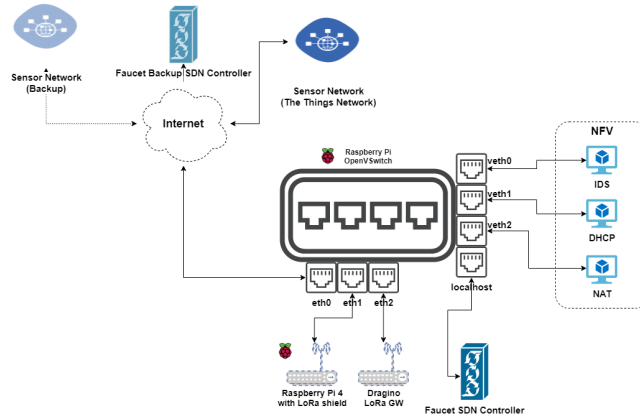 Sensor Network
(Backup)
Faucet Backup SDN Controller
Sensor Network
(The Things Network)
Internet
NFV
Raspberry Pi
OpenVSwitch
veth0
IDS
veth1
DHCP
veth2
NAT
localhost
eth0
eth1
eth2
Raspberry Pi 4
with LoRa shield
Dragino
LoRa GW
Faucet SDN Controller